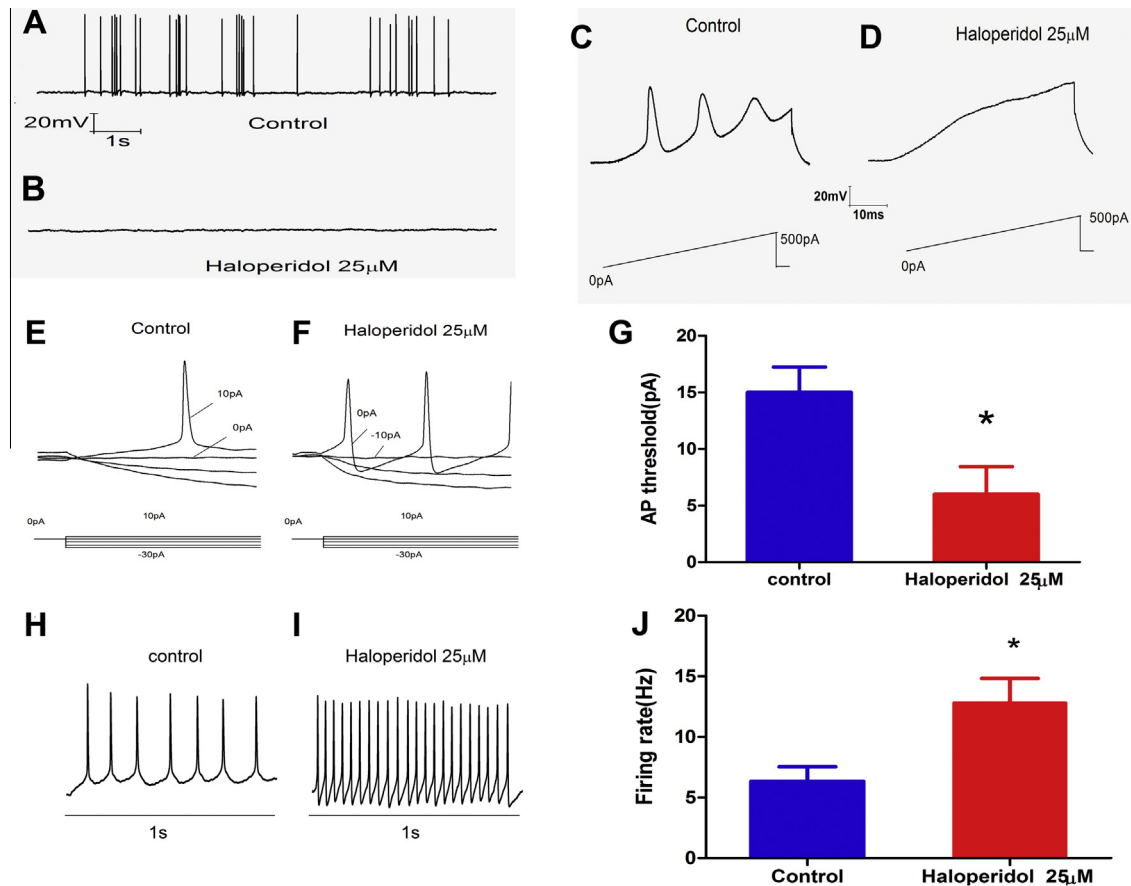 A
20mV
1s
Control
B
Haloperidol 25μM
C
Control
D
Haloperidol 25μM
20mV
10ms
0pA
500pA
0pA
500pA
E
Control
10pA
0pA
0pA
10pA
-30pA
F
Haloperidol 25μM
0pA
-10pA
0pA
10pA
-30pA
G
AP threshold(pA)
20
15
10
5
0
control
Haloperidol 25μM
*
H
control
1s
I
Haloperidol 25μM
1s
J
Firing rate(Hz)
20
15
10
5
0
Control
Haloperidol 25μM
*